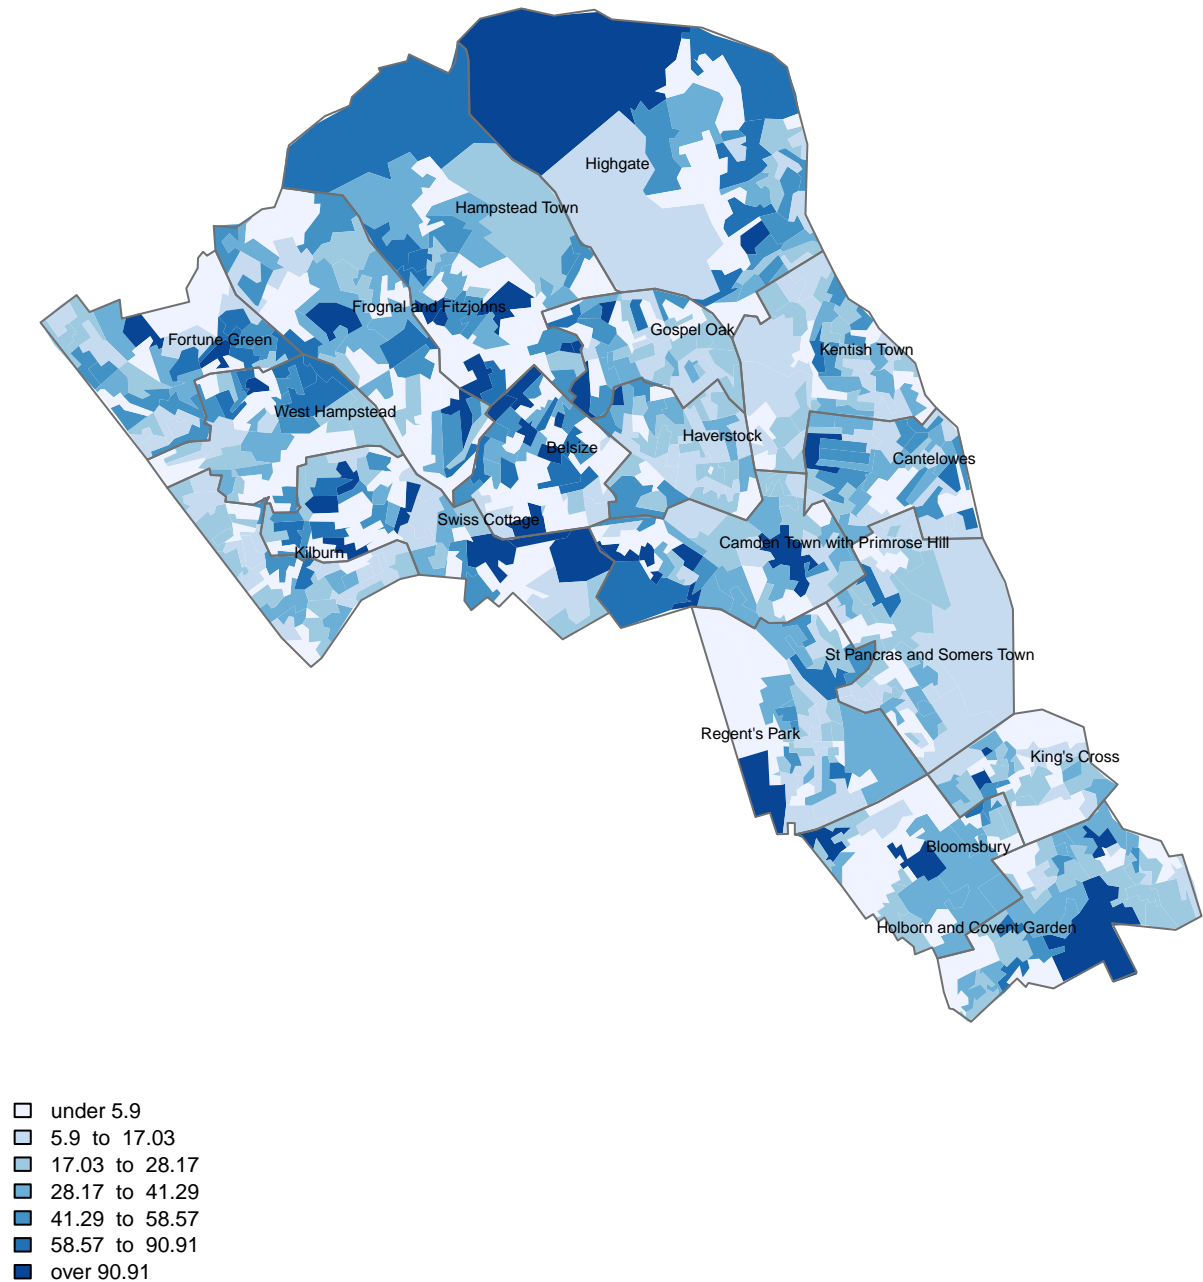 Highgate
Hampstead Town
Frognal and Fitzjohns
Gospel Oak
Fortune Green
Kentish Town
West Hampstead
Haverstock
Belsize
Cantelowes
Swiss Cottage
Camden Town with Primrose Hill
Kilburn
St Pancras and Somers Town
Regent's Park
King's Cross
Bloomsbury
Holborn and Covent Garden
under 5.9
5.9 to 17.03
17.03 to 28.17
28.17 to 41.29
41.29 to 58.57
58.57 to 90.91
over 90.91